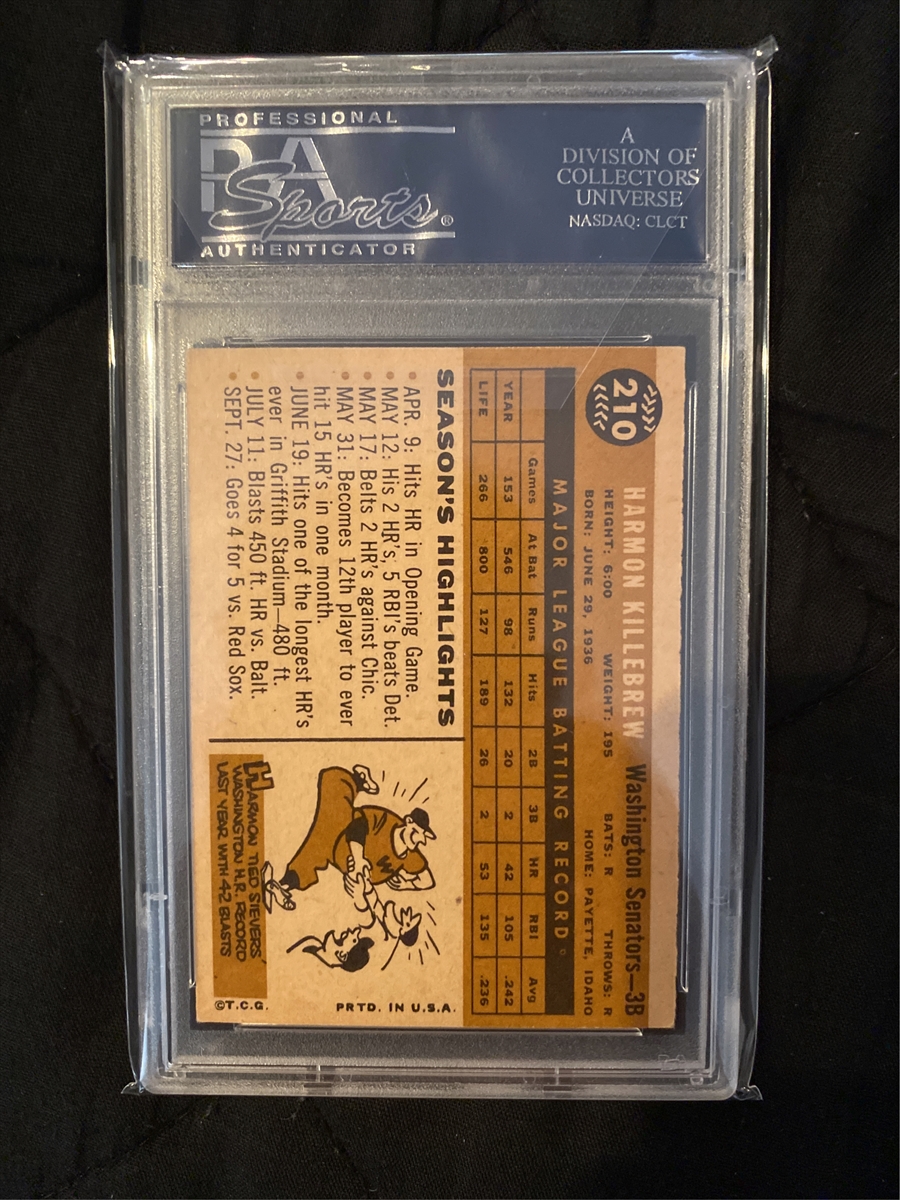 PROFESSIONAL
PSA
Sports®
AUTHENTICATOR
A
DIVISION OF
COLLECTORS
UNIVERSE
NASDAQ: CLCT
210
HARMON KILLEBREW Washington Senators—3B
HEIGHT: 6:00 WEIGHT: 195 BATS: R THROWS: R
BORN: JUNE 29, 1936 HOME: PAYETTE, IDAHO
MAJOR LEAGUE BATTING RECORD
Games At Bat Runs Hits 2B 3B HR RBI Avg
YEAR 153 546 98 132 20 2 42 105 .242
LIFE 266 800 127 189 26 2 53 135 .236
SEASON'S HIGHLIGHTS
• APR. 9: Hits HR in Opening Game.
• MAY 12: His 2 HR's, 5 RBI's beats Det.
• MAY 17: Belts 2 HR's against Chic.
• MAY 31: Becomes 12th player to ever
hit 15 HR's in one month.
• JUNE 19: Hits one of the longest HR's
ever in Griffith Stadium—480 ft.
• JULY 11: Blasts 450 ft. HR vs. Balt.
• SEPT. 27: Goes 4 for 5 vs. Red Sox.
W
HARMON TIED SIEVERS'
WASHINGTON H.R. RECORD
LAST YEAR WITH 42 BLASTS
©T.C.G. PRTD. IN U.S.A.